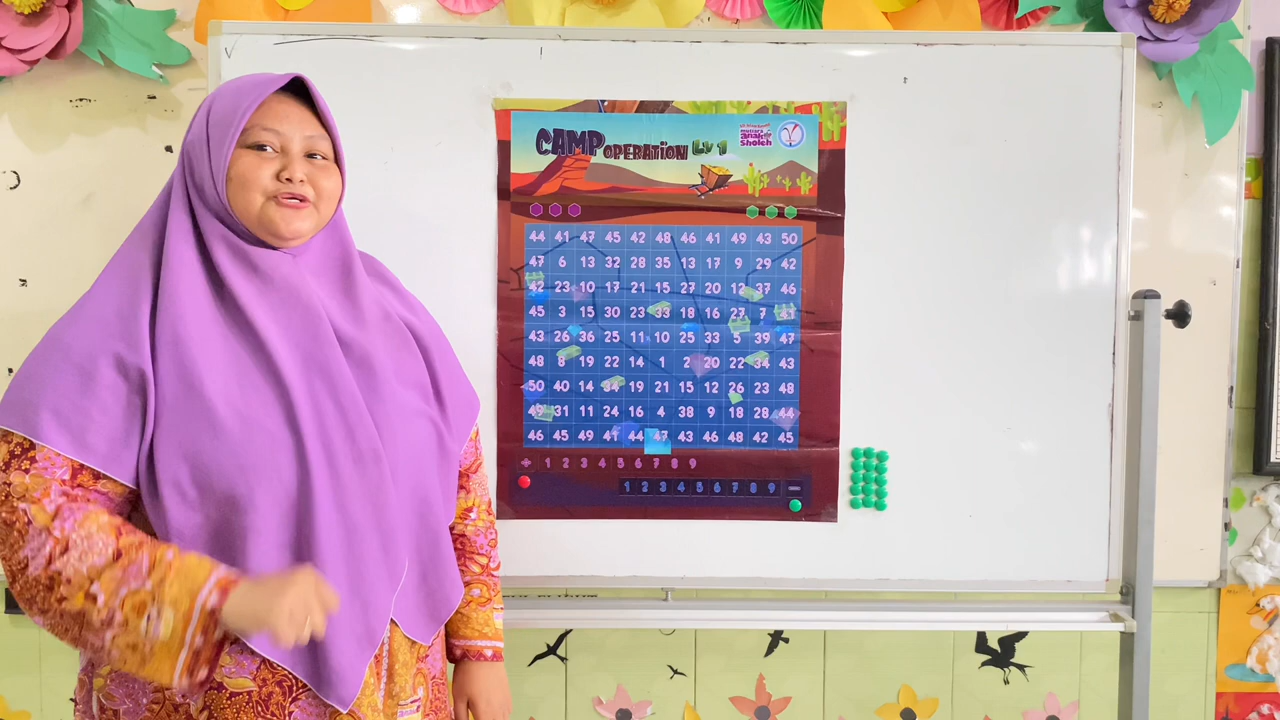 CAMP OPERATION LV 1
mutiara
anak
Sholeh
44 41 47 45 42 48 46 41 49 43 50
47 6 13 32 28 35 13 17 9 29 42
42 23 10 17 21 15 27 20 12 37 46
45 3 15 30 23 33 18 16 27 7 41
43 26 36 25 11 10 25 33 5 39 47
48 8 19 22 14 1 2 20 22 34 43
50 40 14 34 19 21 15 12 26 23 48
49 31 11 24 16 4 38 9 18 28 44
46 45 49 41 44 47 43 46 48 42 45
+ 1 2 3 4 5 6 7 8 9
1 2 3 4 5 6 7 8 9 -